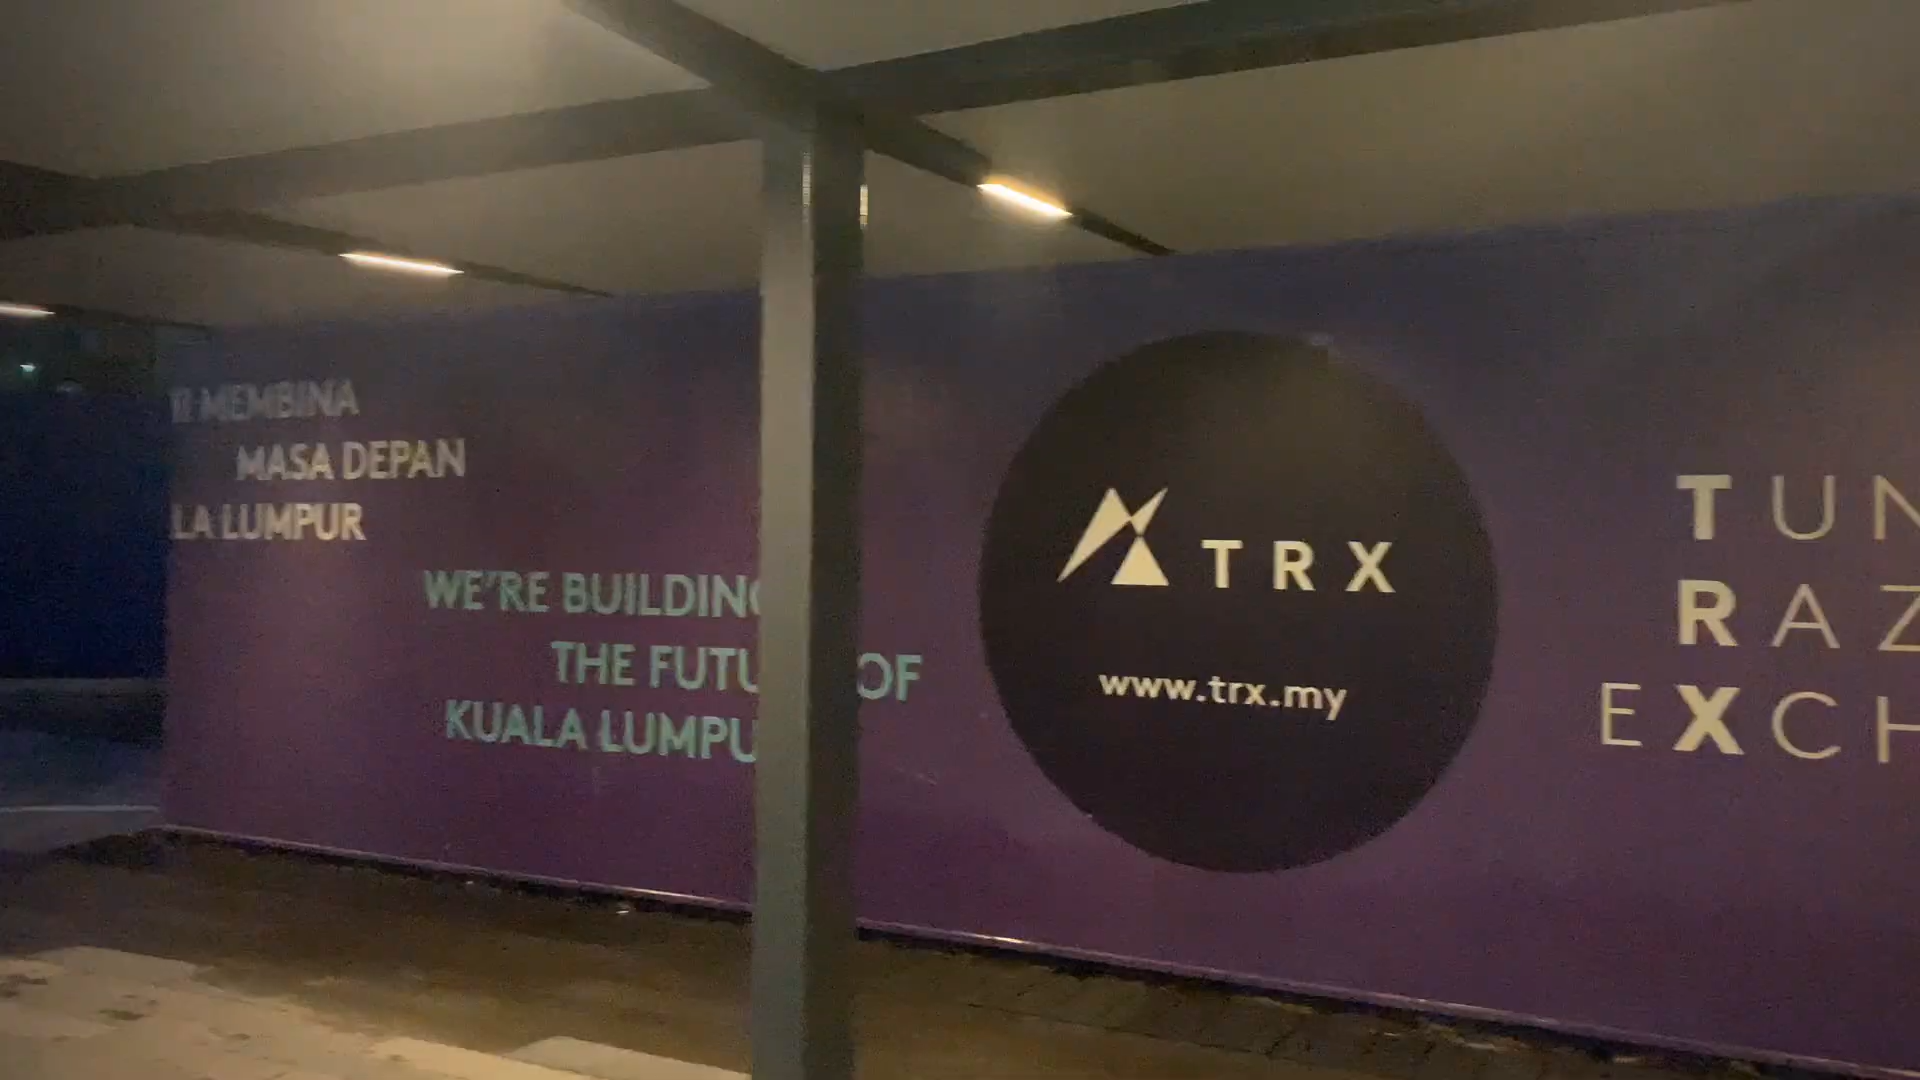 MEMBINA
MASA DEPAN
LA LUMPUR
WE'RE BUILDING
THE FUTU OF
KUALA LUMPU
TRX
www.trx.my
TUN
RAZ
EXCH